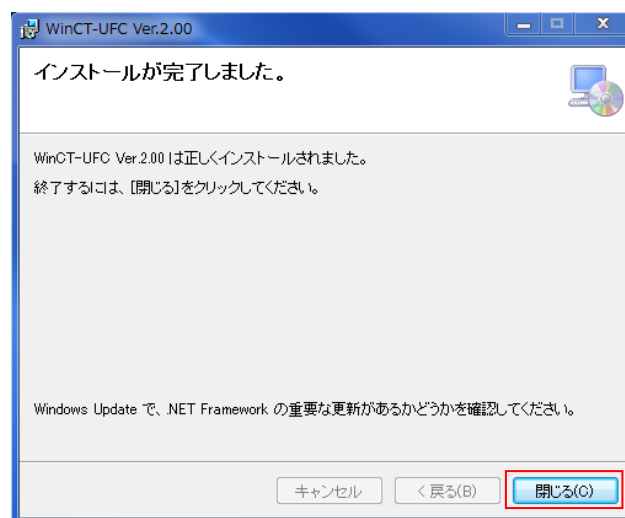 WinCT-UFC Ver.2.00
インストールが完了しました。
WinCT-UFC Ver.2.00 は正しくインストールされました。
終了するには、[閉じる]をクリックしてください。
Windows Update で、.NET Framework の重要な更新があるかどうかを確認してください。
キャンセル
< 戻る(B)
閉じる(C)